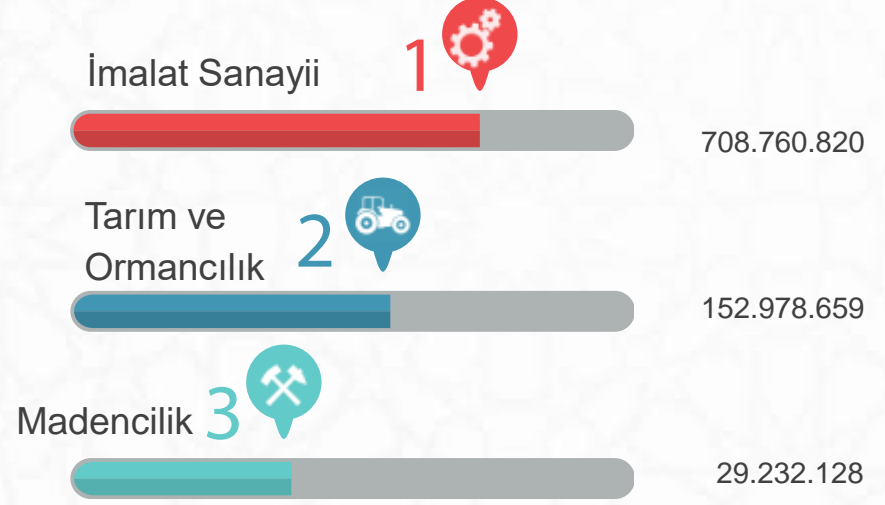 İmalat Sanayii 1
708.760.820
Tarım ve
Ormancılık 2
152.978.659
Madencilik 3
29.232.128